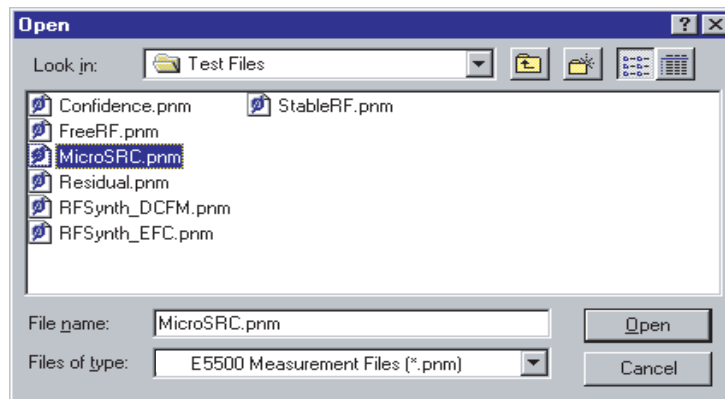 Open
Look in: Test Files
Confidence.pnm StableRF.pnm
FreeRF.pnm
MicroSRC.pnm
Residual.pnm
RFSynth_DCFM.pnm
RFSynth_EFC.pnm
File name: MicroSRC.pnm Open
Files of type: E5500 Measurement Files (*.pnm) Cancel